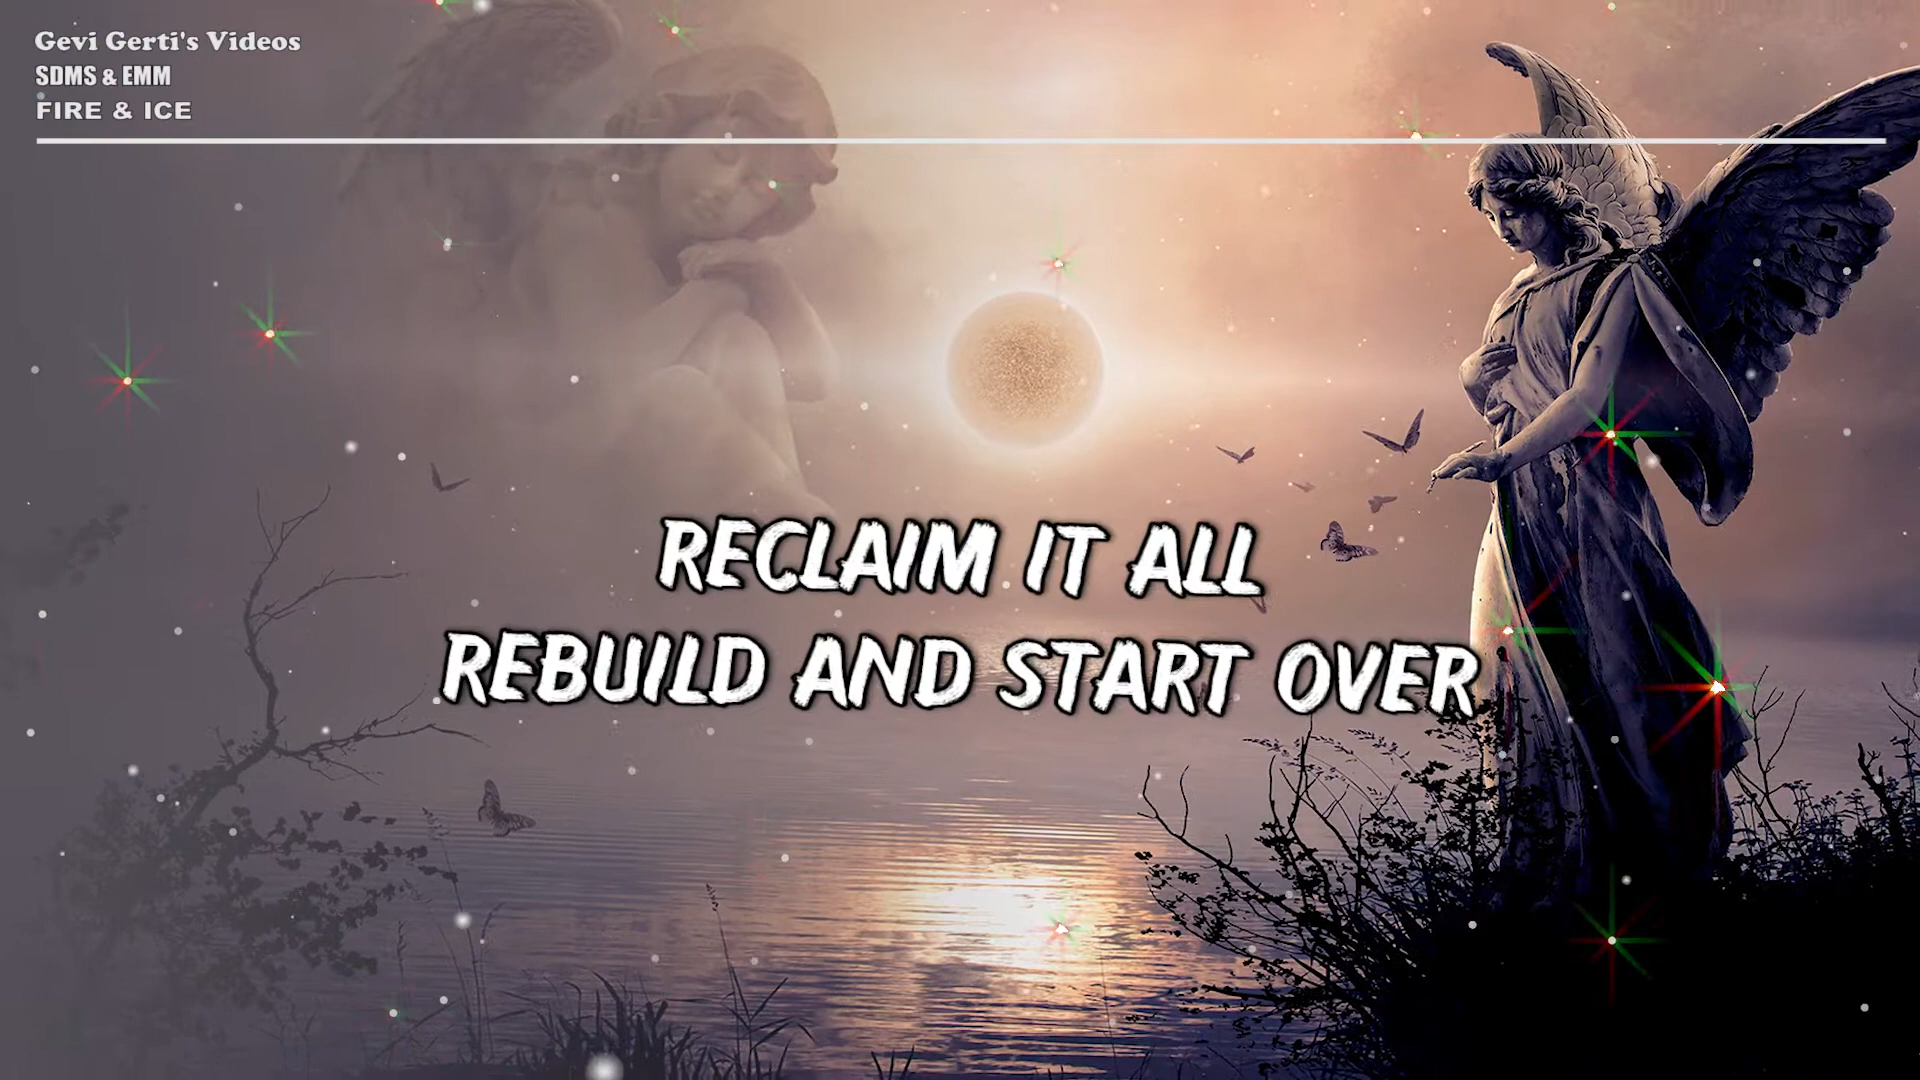 Gevi Gerti's Videos
SDMS & EMM
FIRE & ICE
RECLAIM IT ALL
REBUILD AND START OVER